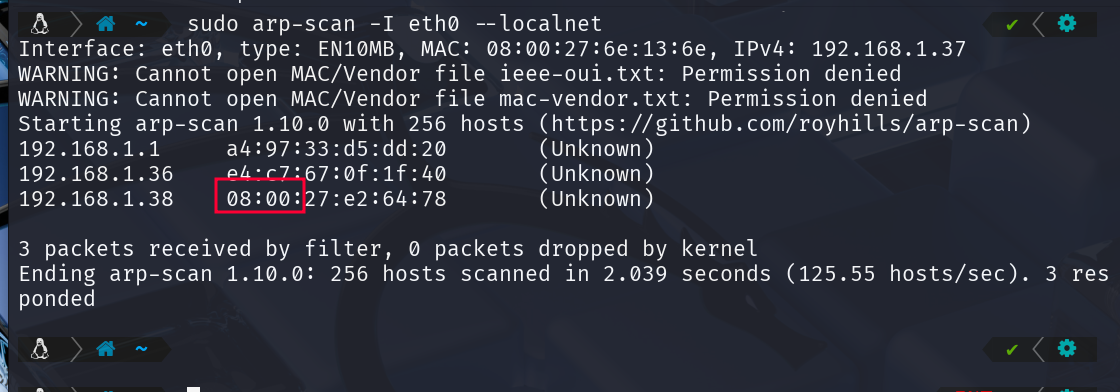 ~ sudo arp-scan -I eth0 --localnet
Interface: eth0, type: EN10MB, MAC: 08:00:27:6e:13:6e, IPv4: 192.168.1.37
WARNING: Cannot open MAC/Vendor file ieee-oui.txt: Permission denied
WARNING: Cannot open MAC/Vendor file mac-vendor.txt: Permission denied
Starting arp-scan 1.10.0 with 256 hosts (https://github.com/royhills/arp-scan)
192.168.1.1 a4:97:33:d5:dd:20 (Unknown)
192.168.1.36 e4:c7:67:0f:1f:40 (Unknown)
192.168.1.38 08:00:27:e2:64:78 (Unknown)
3 packets received by filter, 0 packets dropped by kernel
Ending arp-scan 1.10.0: 256 hosts scanned in 2.039 seconds (125.55 hosts/sec). 3 res
ponded
~